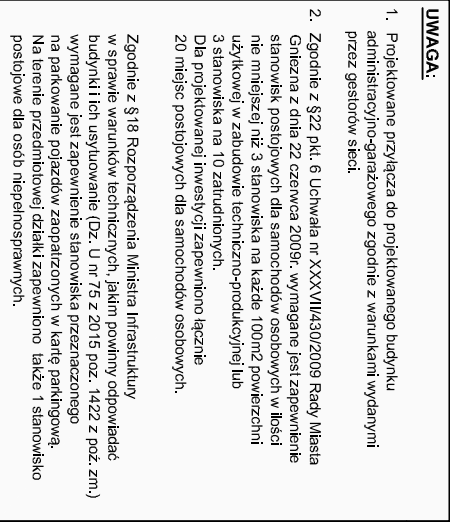 UWAGA:
1. Projektowane przyłącza do projektowanego budynku
administracyjno-garażowego zgodnie z warunkami wydanymi
przez gestorów sieci.
2. Zgodnie z §22 pkt. 6 Uchwała nr XXXVII/430/2009 Rady Miasta
Gniezna z dnia 22 czerwca 2009r. wymagane jest zapewnienie
stanowisk postojowych dla samochodów osobowych w ilości
nie mniejszej niż 3 stanowiska na każde 100m2 powierzchni
użytkowej w zabudowie techniczno-produkcyjnej lub
3 stanowiska na 10 zatrudnionych.
Dla projektowanej inwestycji zapewniono łącznie
20 miejsc postojowych dla samochodów osobowych.
Zgodnie z §18 Rozporządzenia Ministra Infrastruktury
w sprawie warunków technicznych, jakim powinny odpowiadać
budynki i ich usytuowanie (Dz. U nr 75 z 2015 poz. 1422 z poź. zm.)
wymagane jest zapewnienie stanowiska przeznaczonego
na parkowanie pojazdów zaopatrzonych w kartę parkingową.
Na terenie przedmiotowej działki zapewniono także 1 stanowisko
postojowe dla osób niepełnosprawnych.